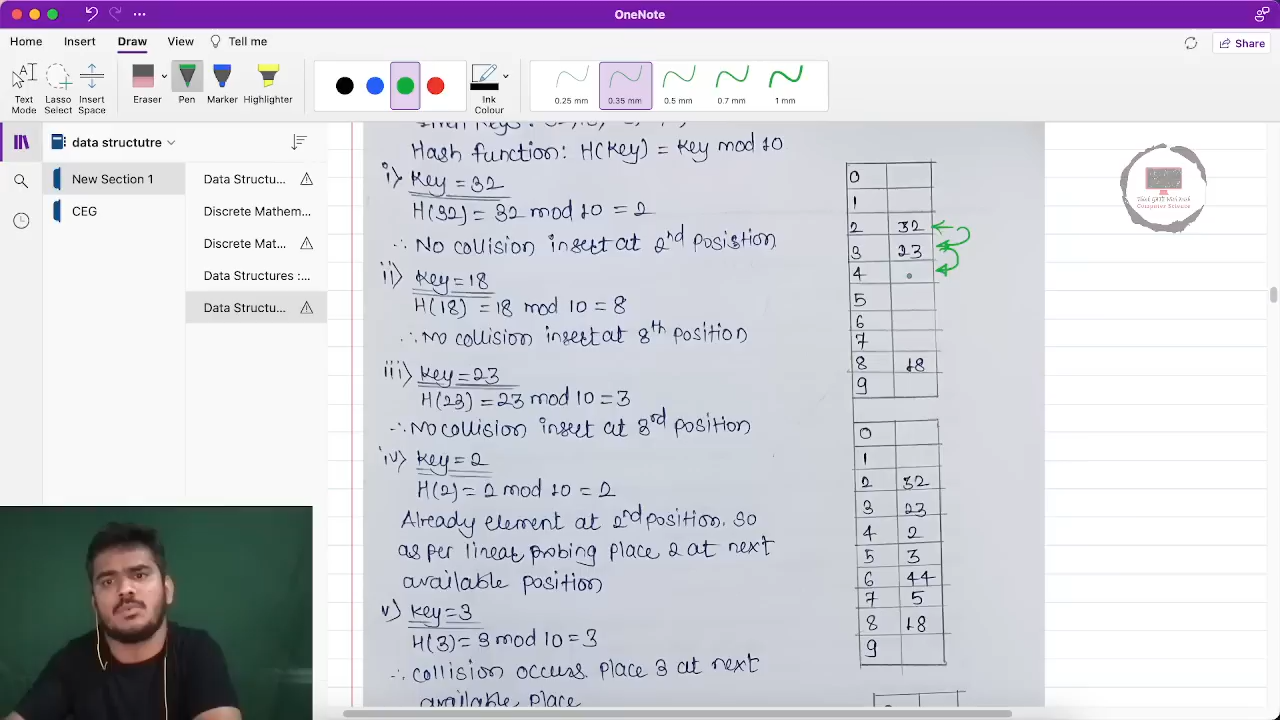 OneNote
Home
Insert
Draw
View
Tell me
Share
Text Mode
Lasso Select
Insert Space
Eraser
Pen
Marker
Highlighter
Ink Colour
0.25 mm
0.35 mm
0.5 mm
0.7 mm
1 mm
data structutre
New Section 1
CEG
Data Structu...
Discrete Mathem...
Discrete Mat...
Data Structures :...
Data Structu...
Hash function: H(Key) = Key mod 10
i) Key = 32
H(32) = 32 mod 10 = 2
∴ No collision insert at 2nd position
ii) Key = 18
H(18) = 18 mod 10 = 8
∴ No collision insert at 8th position
iii) Key = 23
H(23) = 23 mod 10 = 3
∴ No collision insert at 3rd position
iv) Key = 2
H(2) = 2 mod 10 = 2
Already element at 2nd position. So
as per linear probing place 2 at next
available position
v) Key = 3
H(3) = 3 mod 10 = 3
∴ collision occurs. Place 3 at next
available place
0
1
2 32
3 23
4
5
6
7
8 18
9
0
1
2 32
3 23
4 2
5 3
6 44
7 5
8 18
9
Computer Science